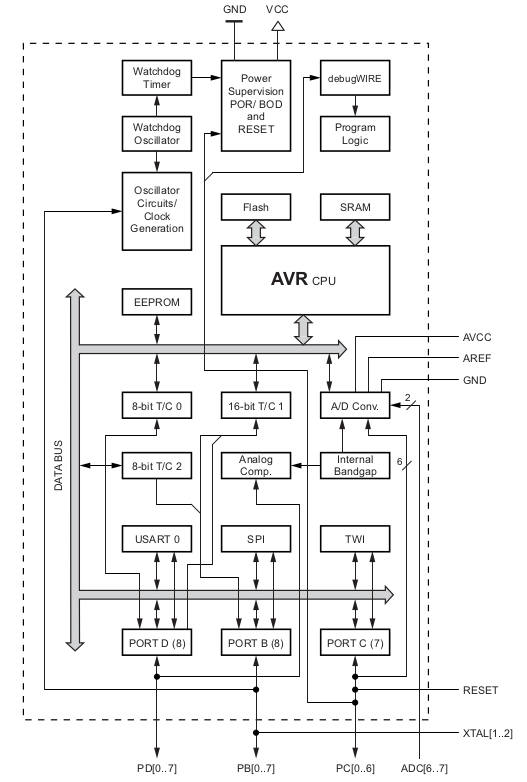 GND
VCC
Watchdog
Timer
Power
Supervision
POR/ BOD
and
RESET
debugWIRE
Watchdog
Oscillator
Program
Logic
Oscillator
Circuits/
Clock
Generation
Flash
SRAM
AVR CPU
EEPROM
AVCC
AREF
GND
8-bit T/C 0
16-bit T/C 1
A/D Conv.
2
DATA BUS
8-bit T/C 2
Analog
Comp.
Internal
Bandgap
6
USART 0
SPI
TWI
PORT D (8)
PORT B (8)
PORT C (7)
RESET
XTAL[1..2]
PD[0..7]
PB[0..7]
PC[0..6]
ADC[6..7]